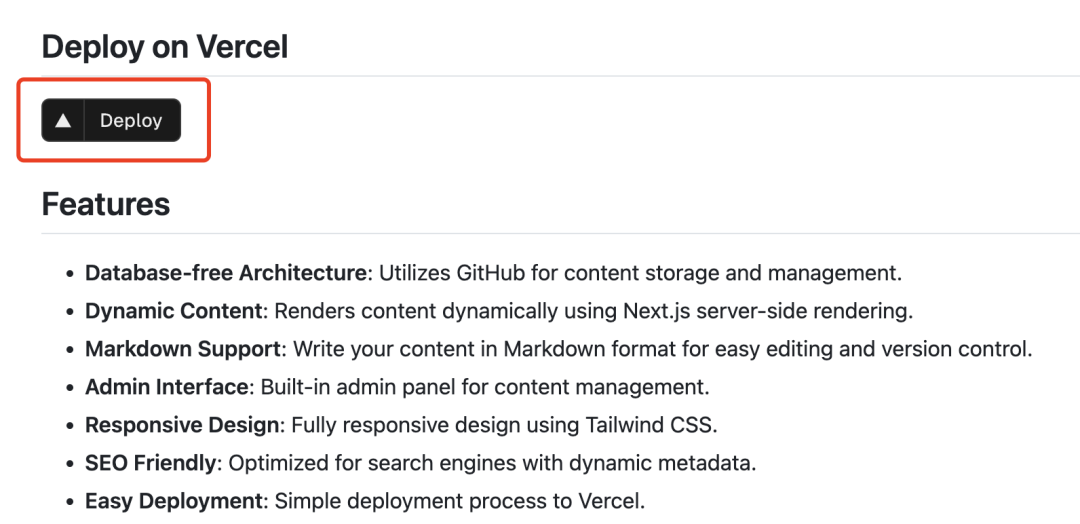 Deploy on Vercel
Deploy
Features
Database-free Architecture: Utilizes GitHub for content storage and management.
Dynamic Content: Renders content dynamically using Next.js server-side rendering.
Markdown Support: Write your content in Markdown format for easy editing and version control.
Admin Interface: Built-in admin panel for content management.
Responsive Design: Fully responsive design using Tailwind CSS.
SEO Friendly: Optimized for search engines with dynamic metadata.
Easy Deployment: Simple deployment process to Vercel.